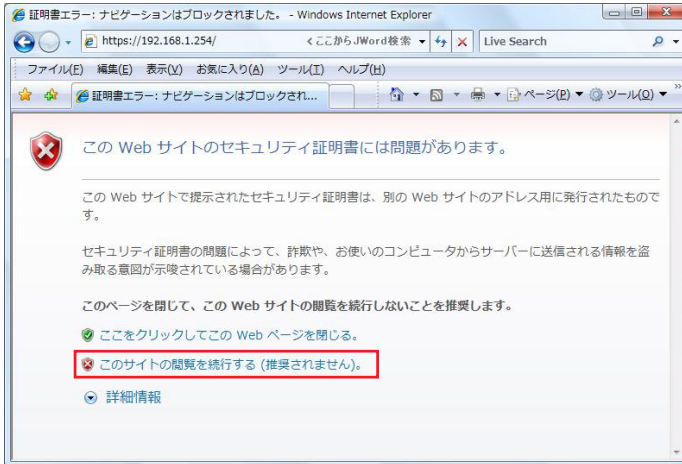 証明書エラー: ナビゲーションはブロックされました。 - Windows Internet Explorer
https://192.168.1.254/
くここからJWord検索
Live Search
ファイル(F) 編集(E) 表示(V) お気に入り(A) ツール(T) ヘルプ(H)
証明書エラー: ナビゲーションはブロックされ...
ページ(P)
ツール(O)
この Web サイトのセキュリティ証明書には問題があります。
この Web サイトで提示されたセキュリティ証明書は、別の Web サイトのアドレス用に発行されたもので
す。
セキュリティ証明書の問題によって、詐欺や、お使いのコンピュータからサーバーに送信される情報を盗
み取る意図が示唆されている場合があります。
このページを閉じて、この Web サイトの閲覧を続行しないことを推奨します。
ここをクリックしてこの Web ページを閉じる。
このサイトの閲覧を続行する (推奨されません)。
詳細情報